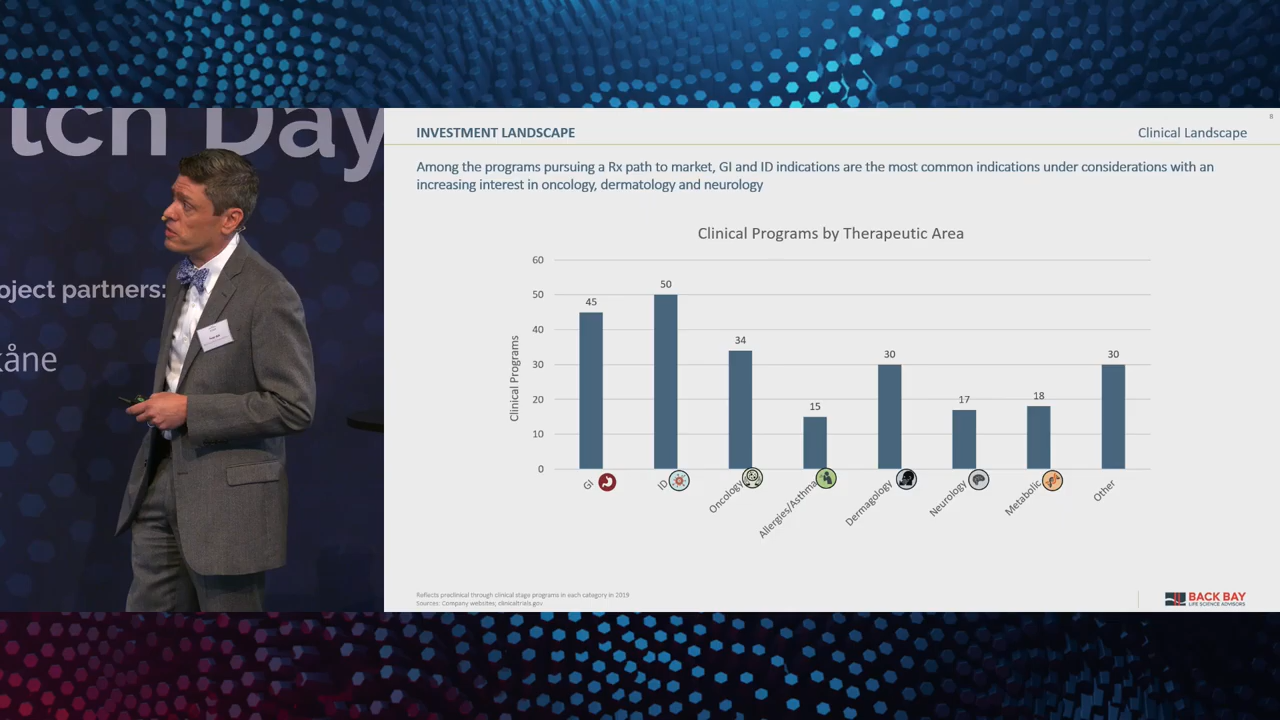 tch Day
oject partners:
kåne
8
INVESTMENT LANDSCAPE
Clinical Landscape
Among the programs pursuing a Rx path to market, GI and ID indications are the most common indications under considerations with an
increasing interest in oncology, dermatology and neurology
Clinical Programs by Therapeutic Area
Clinical Programs
60
50
40
30
20
10
0
45
50
34
15
30
17
18
30
GI
ID
Oncology
Allergies/Asthma
Dermagology
Neurology
Metabolic
Other
Reflects preclinical through clinical stage programs in each category in 2019
Sources: Company websites; clinicaltrials.gov
BACK BAY
LIFE SCIENCE ADVISORS